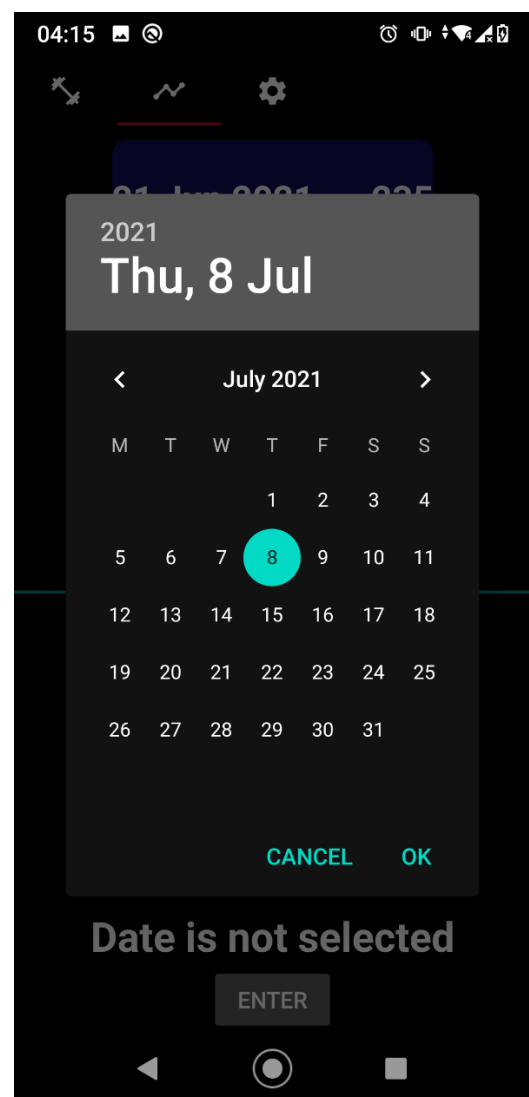 04:15
2021
Thu, 8 Jul
July 2021
M T W T F S S
1 2 3 4
5 6 7 8 9 10 11
12 13 14 15 16 17 18
19 20 21 22 23 24 25
26 27 28 29 30 31
CANCEL OK
Date is not selected
ENTER